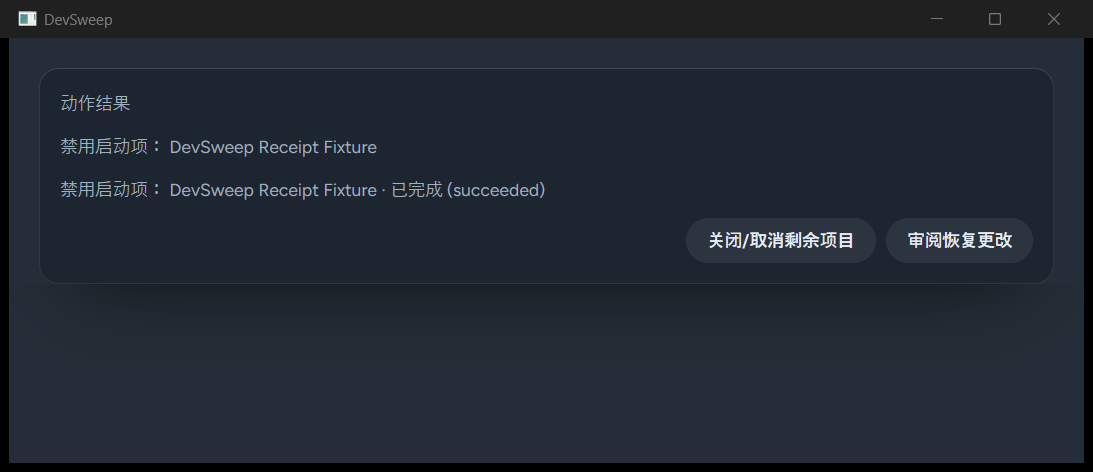 DevSweep
动作结果
禁用启动项： DevSweep Receipt Fixture
禁用启动项： DevSweep Receipt Fixture · 已完成 (succeeded)
关闭/取消剩余项目
审阅恢复更改